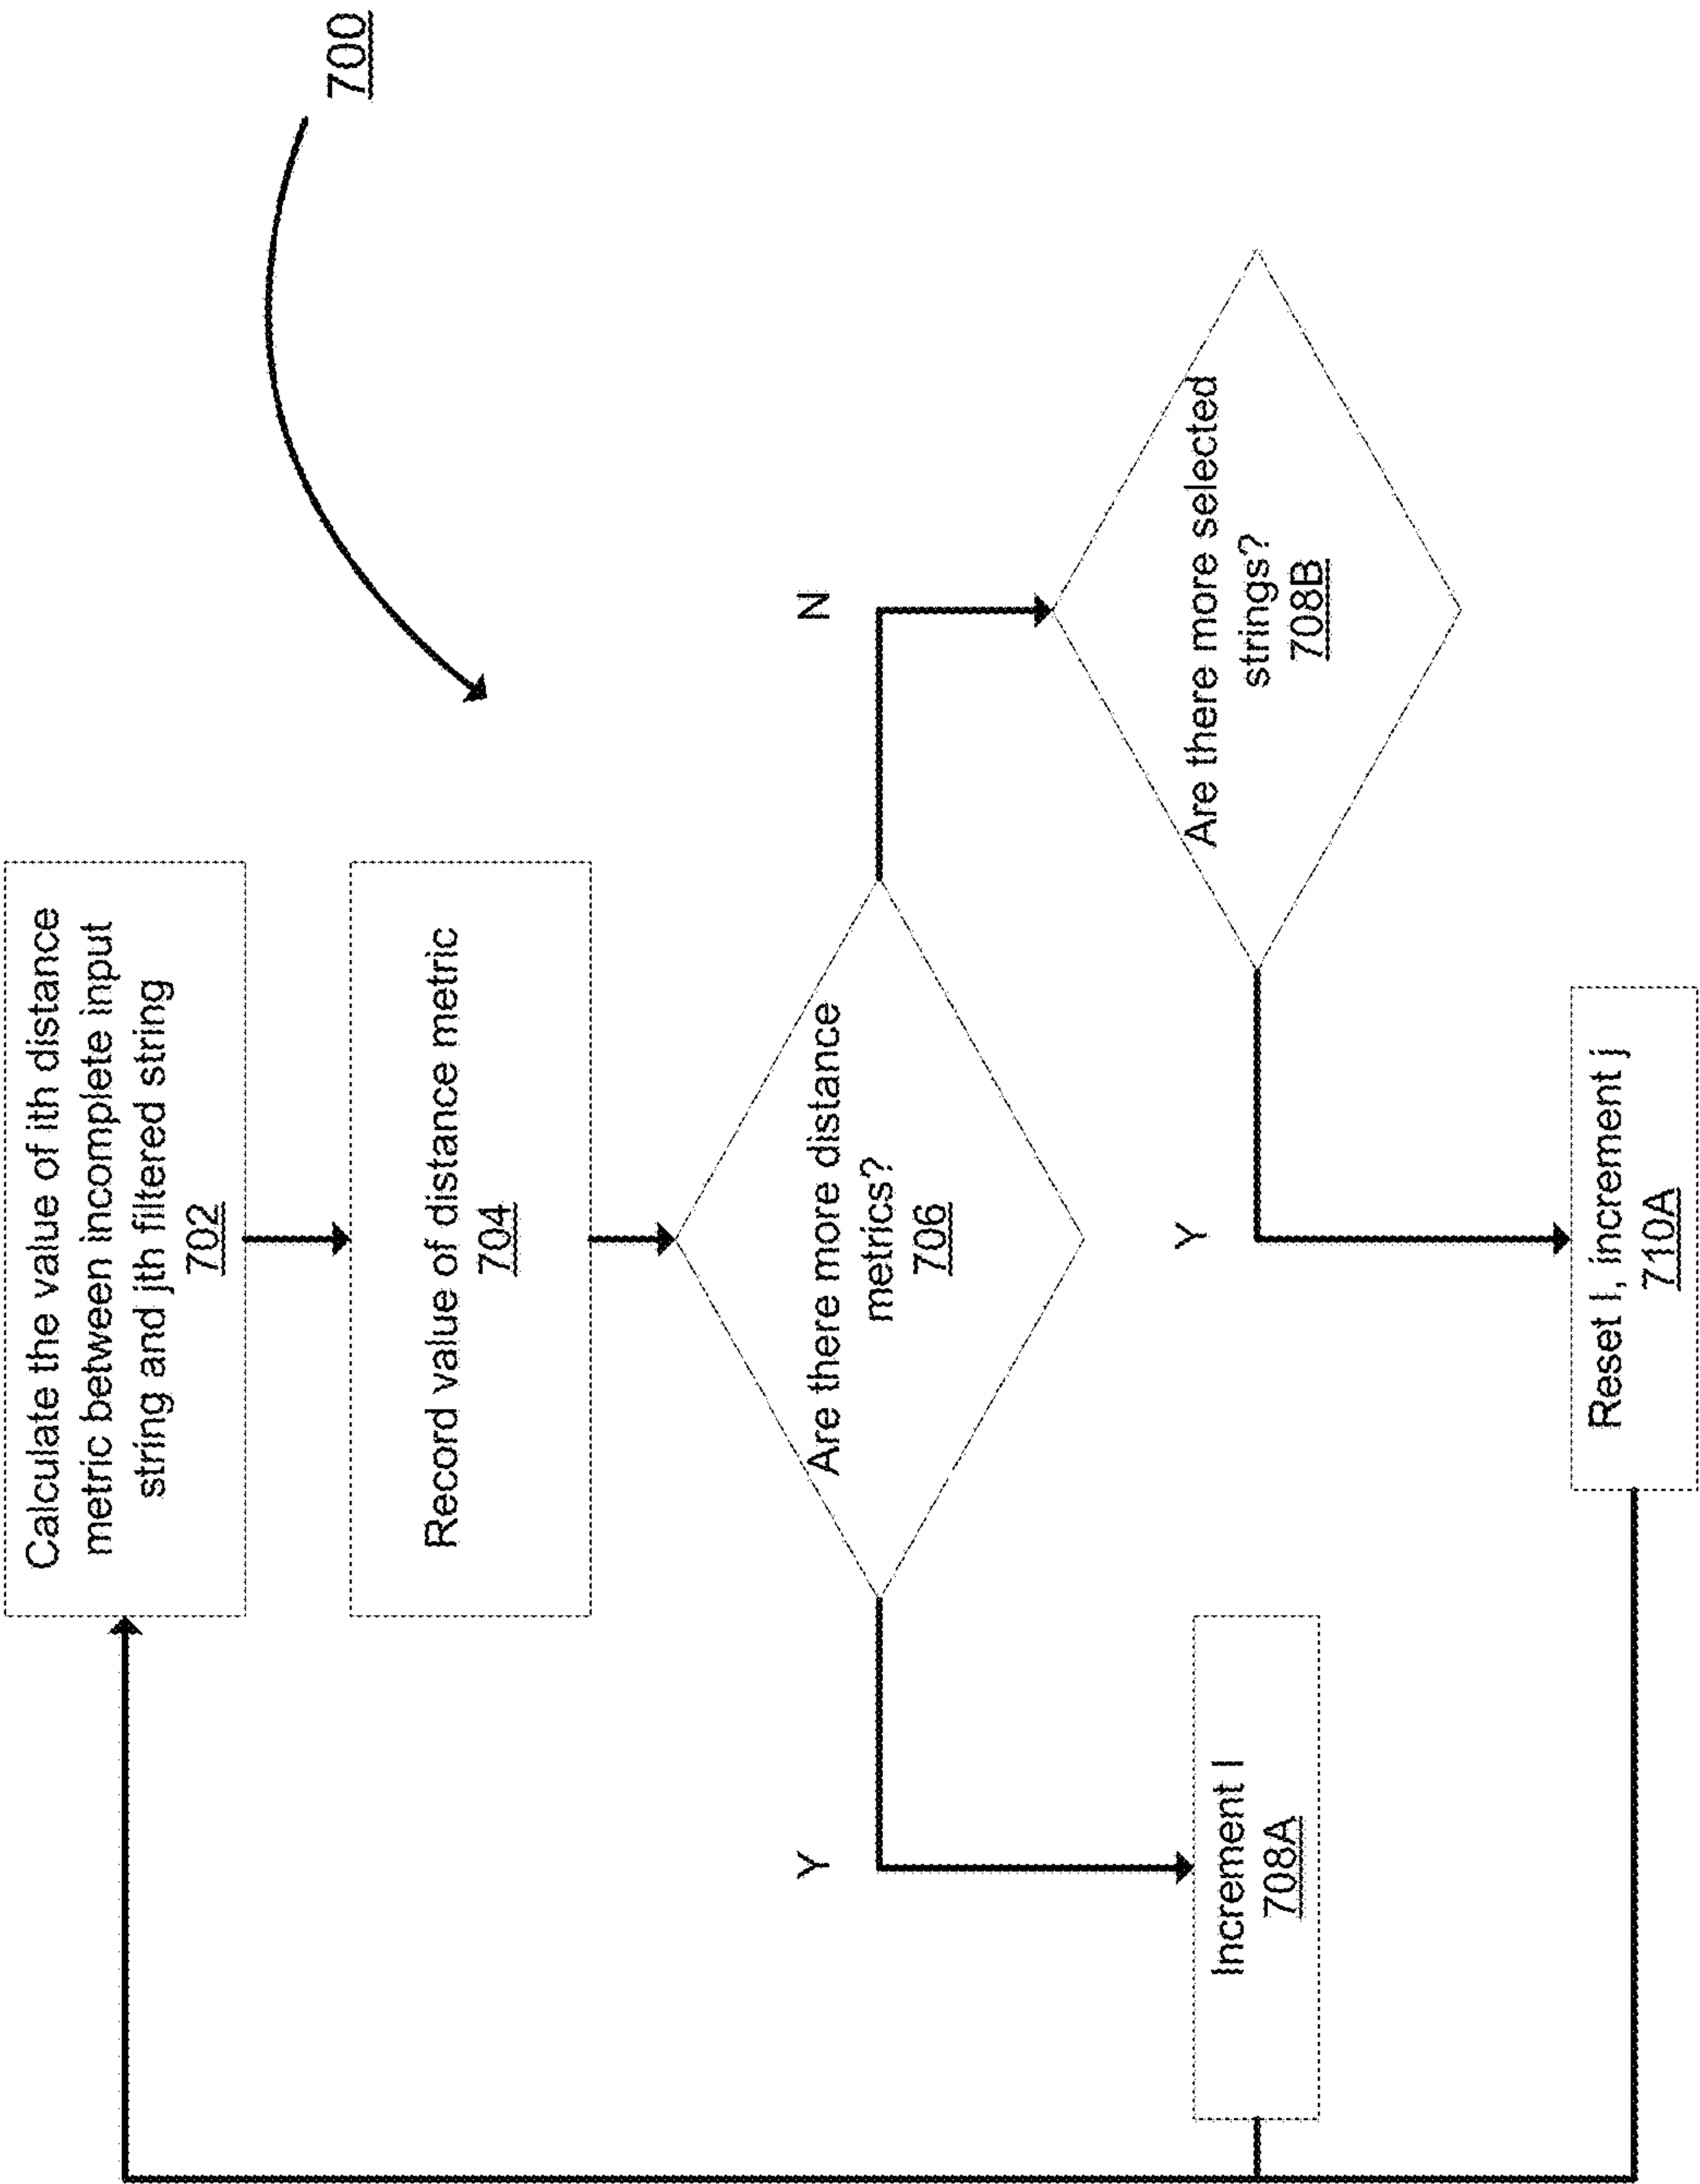 700
Calculate the value of ith distance
metric between incomplete input
string and jth filtered string
702
Record value of distance metric
704
Are there more distance
metrics?
706
Y
N
Increment I
708A
Are there more selected
strings?
708B
Y
Reset I, increment j
710A